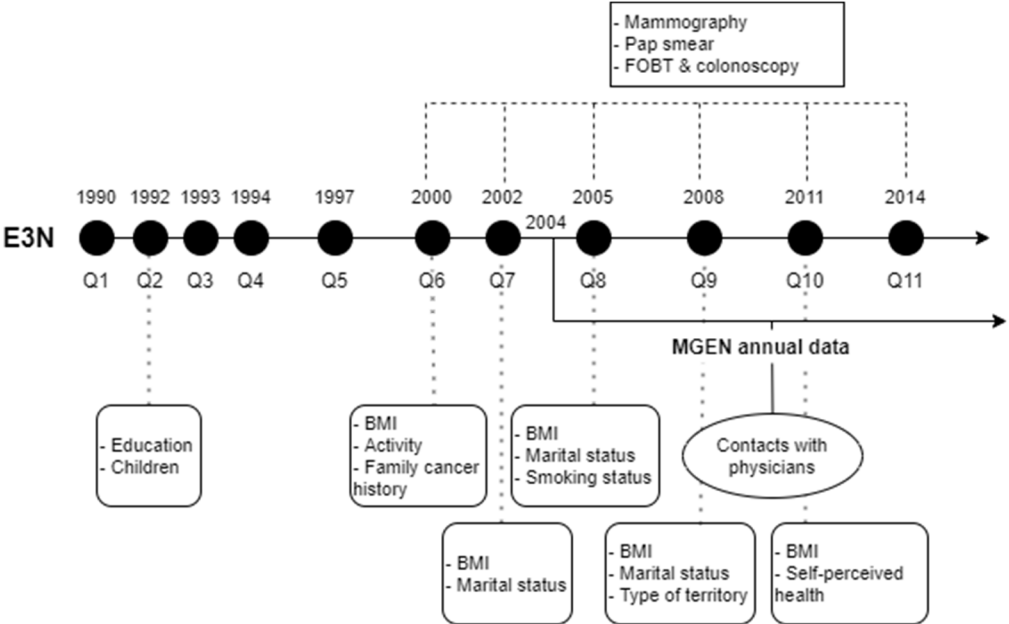 - Mammography
- Pap smear
- FOBT & colonoscopy
1990 1992 1993 1994 1997 2000 2002 2005 2008 2011 2014
2004
E3N
Q1 Q2 Q3 Q4 Q5 Q6 Q7 Q8 Q9 Q10 Q11
MGEN annual data
- Education
- Children
- BMI
- Activity
- Family cancer
history
- BMI
- Marital status
- Smoking status
Contacts with
physicians
- BMI
- Marital status
- BMI
- Marital status
- Type of territory
- BMI
- Self-perceived
health